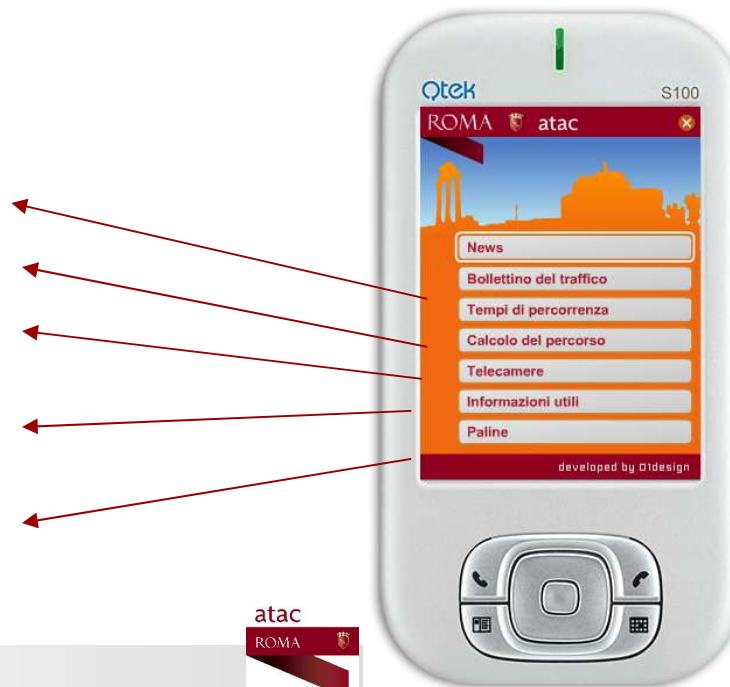 Qtek
S100
ROMA atac
News
Bollettino del traffico
Tempi di percorrenza
Calcolo del percorso
Telecamere
Informazioni utili
Paline
developed by 01design
atac
ROMA